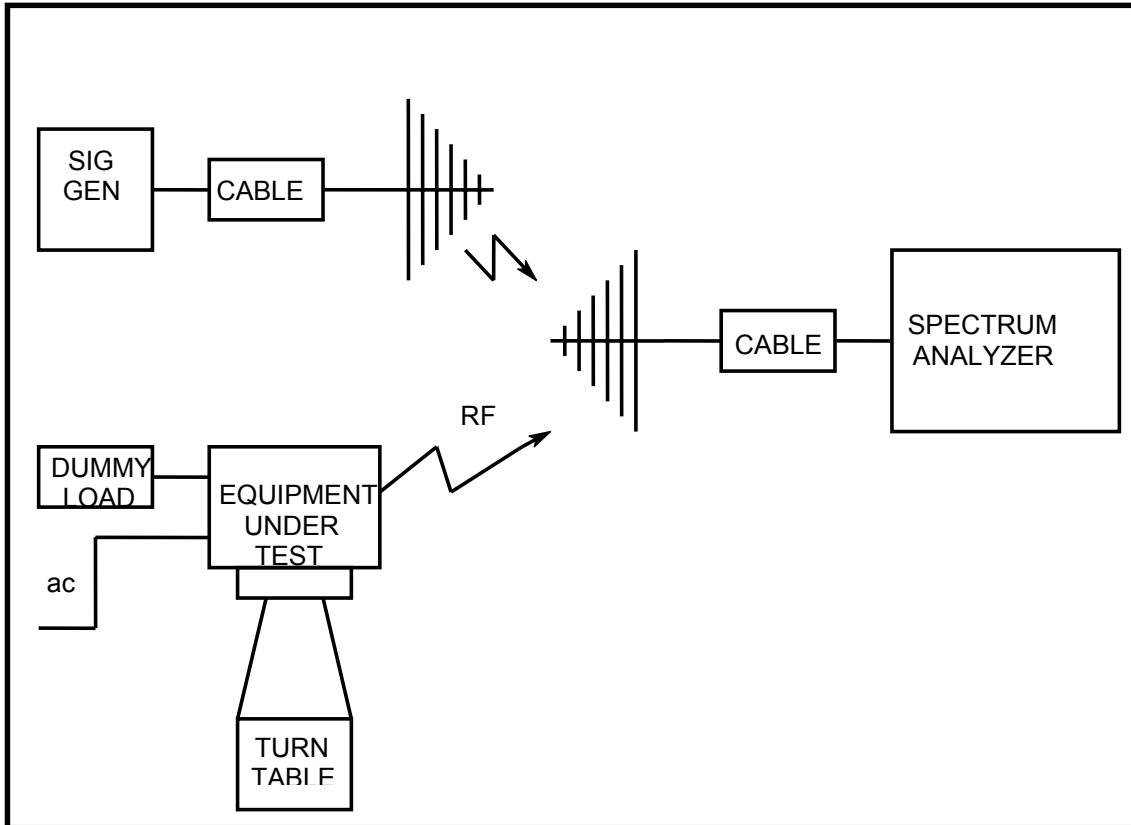 SIG
GEN
CABLE
SPECTRUM
ANALYZER
CABLE
RF
DUMMY
LOAD
EQUIPMENT
UNDER
TEST
ac
TURN
TABLE